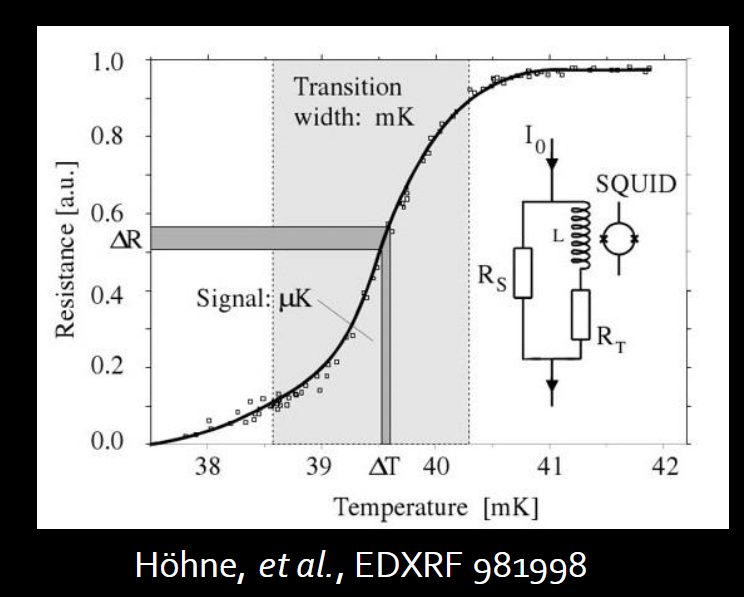 1.0
0.8
0.6
0.4
0.2
0.0
Resistance [a.u.]
ΔR
Transition
width: mK
Signal: μK
I0
SQUID
L
RS
RT
38
39
ΔT
40
41
42
Temperature [mK]
Höhne, et al., EDXRF 981998